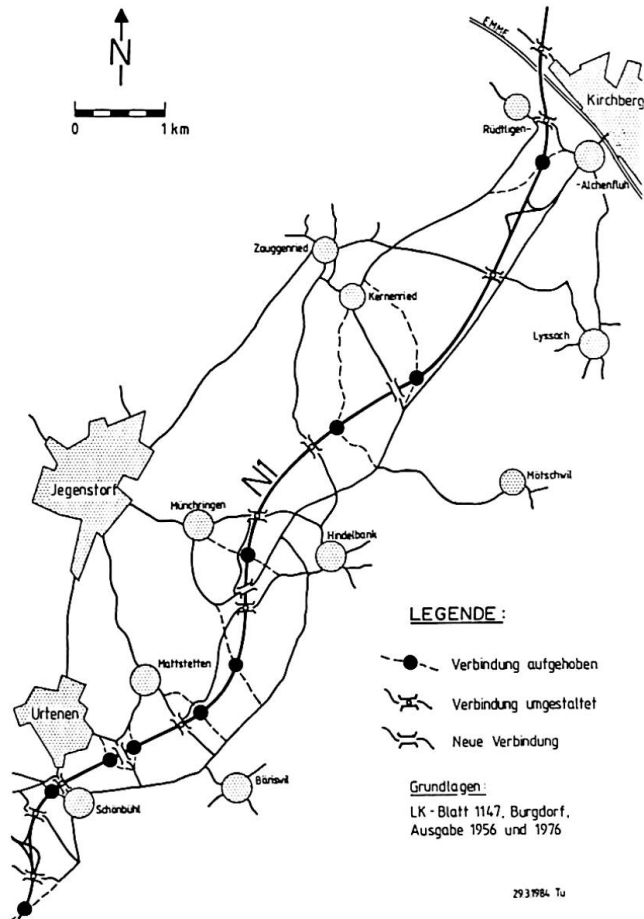 N
0 1 km
EMME
Kirchberg
Rüdtligen-
-Alchenflüh
Zauggenried
Kernenried
Lyssach
Jegenstorf
N1
Mötschwil
Münchringen
Hindelbank
LEGENDE :
Mattstetten
Verbindung aufgehoben
Verbindung umgestaltet
Urtenen
Neue Verbindung
Bäriswil
Schönbühl
Grundlagen:
LK - Blatt 1147, Burgdorf,
Ausgabe 1956 und 1976
29.3.1984 Tu